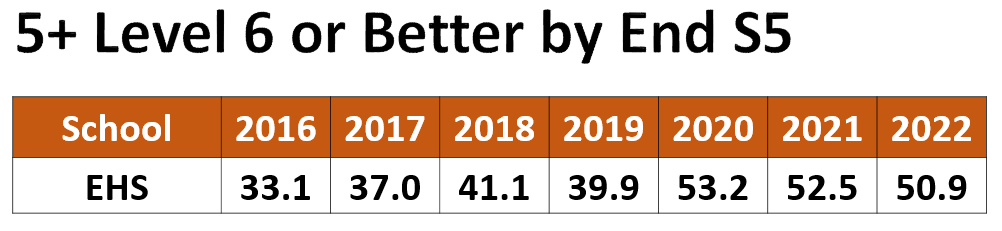 5+ Level 6 or Better by End S5
School 2016 2017 2018 2019 2020 2021 2022
EHS 33.1 37.0 41.1 39.9 53.2 52.5 50.9